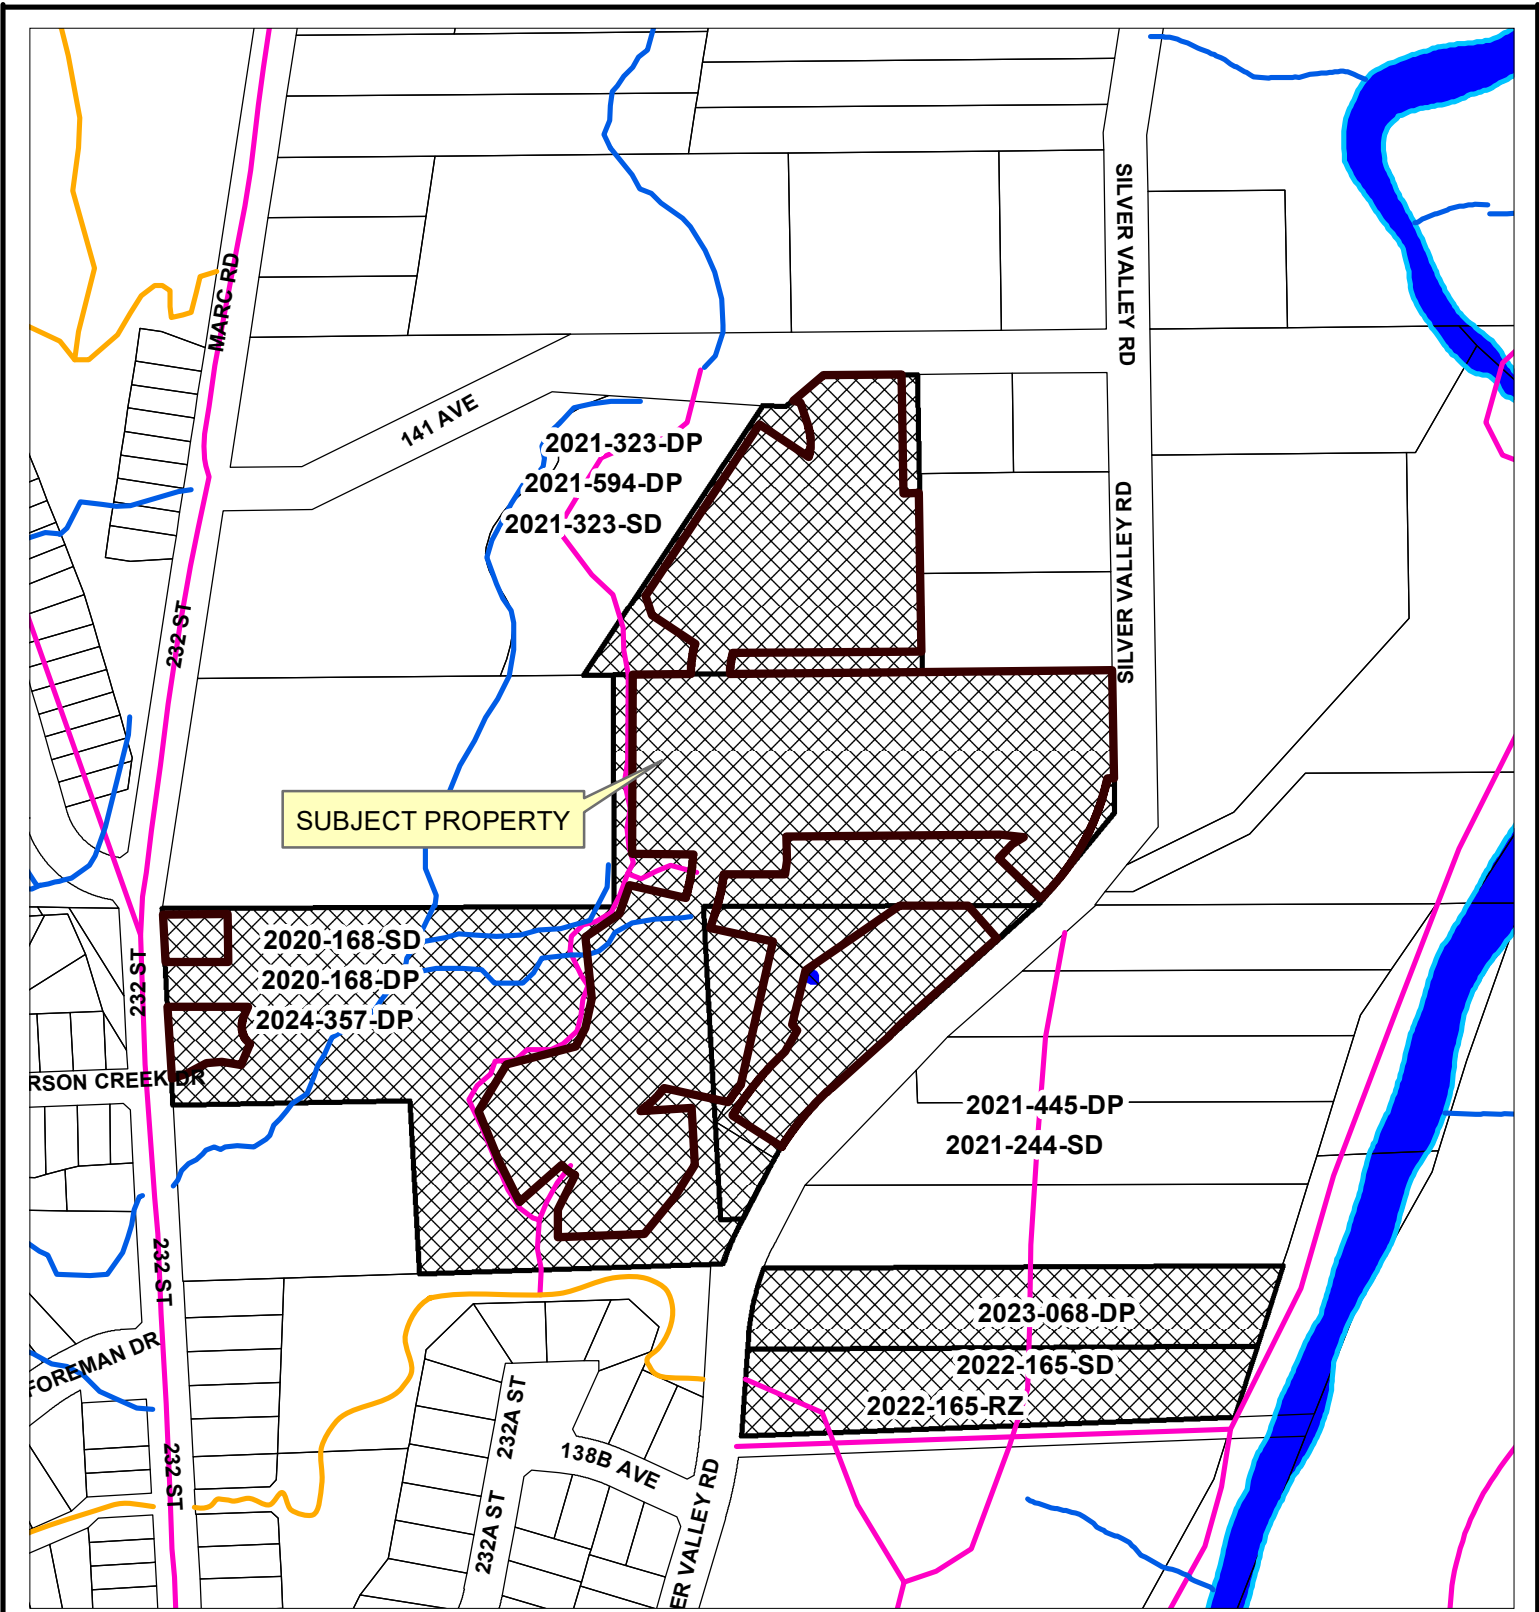 SILVER VALLEY RD
MARC RD
141 AVE
2021-323-DP
2021-594-DP
2021-323-SD
SILVER VALLEY RD
232 ST
SUBJECT PROPERTY
2020-168-SD
2020-168-DP
2024-357-DP
232 ST
RSON CREEK DR
2021-445-DP
2021-244-SD
232 ST
2023-068-DP
2022-165-SD
2022-165-RZ
FOREMAN DR
232A ST
138B AVE
232 ST
232A ST
ER VALLEY RD